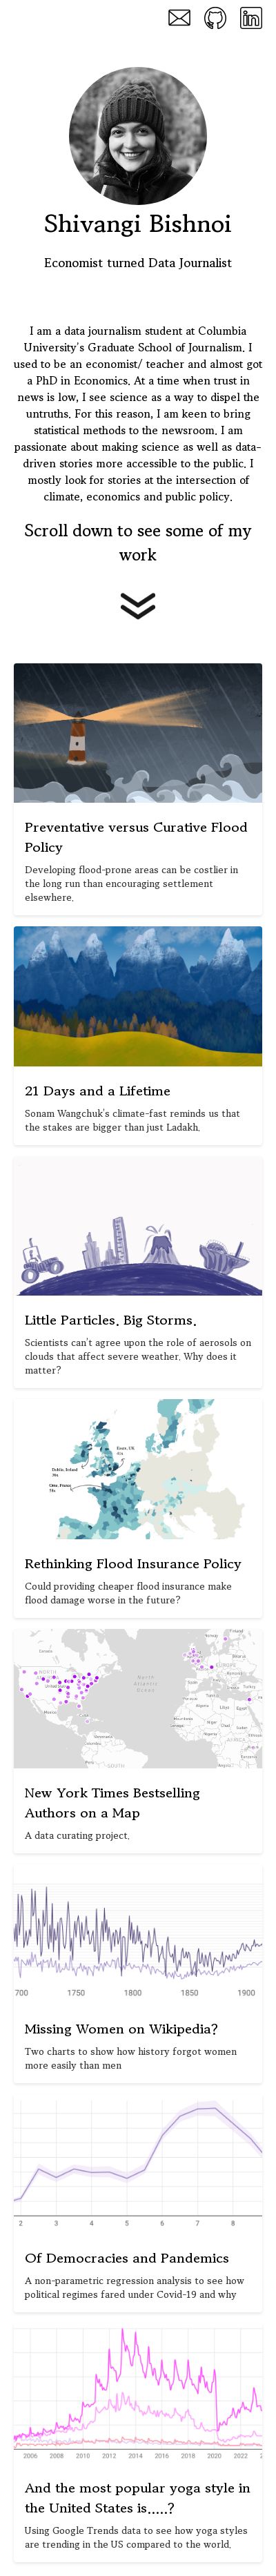 Shivangi Bishnoi
Economist turned Data Journalist
I am a data journalism student at Columbia
University's Graduate School of Journalism. I
used to be an economist/ teacher and almost got
a PhD in Economics. At a time when trust in
news is low, I see science as a way to dispel the
untruths. For this reason, I am keen to bring
statistical methods to the newsroom. I am
passionate about making science as well as data-
driven stories more accessible to the public. I
mostly look for stories at the intersection of
climate, economics and public policy.
Scroll down to see some of my
work
Preventative versus Curative Flood
Policy
Developing flood-prone areas can be costlier in
the long run than encouraging settlement
elsewhere.
21 Days and a Lifetime
Sonam Wangchuk's climate-fast reminds us that
the stakes are bigger than just Ladakh.
Little Particles. Big Storms.
Scientists can't agree upon the role of aerosols on
clouds that affect severe weather. Why does it
matter?
Essex, UK
Dublin, Ireland
Rethinking Flood Insurance Policy
Could providing cheaper flood insurance make
flood damage worse in the future?
North
Atlantic
Ocean
New York Times Bestselling
Authors on a Map
A data curating project.
700 1750 1800 1850 1900
Missing Women on Wikipedia?
Two charts to show how history forgot women
more easily than men
2 3 4 5 6 7 8
Of Democracies and Pandemics
A non-parametric regression analysis to see how
political regimes fared under Covid-19 and why
2006 2008 2010 2012 2014 2016 2018 2020 2022
And the most popular yoga style in
the United States is.....?
Using Google Trends data to see how yoga styles
are trending in the US compared to the world.